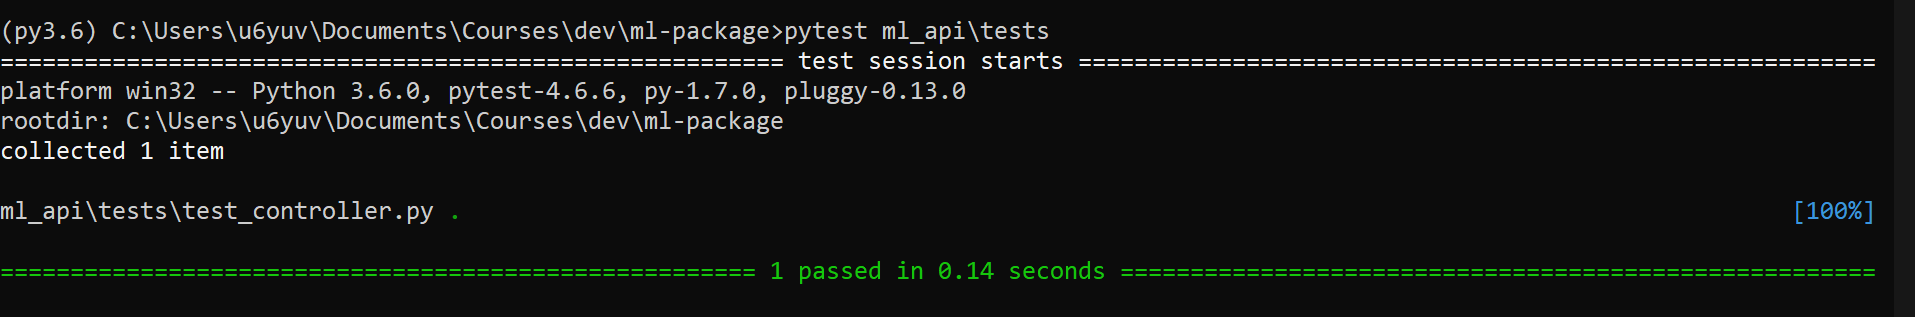 (py3.6) C:\Users\u6yuv\Documents\Courses\dev\ml-package>pytest ml_api\tests
======================================================== test session starts =========================================================
platform win32 -- Python 3.6.0, pytest-4.6.6, py-1.7.0, pluggy-0.13.0
rootdir: C:\Users\u6yuv\Documents\Courses\dev\ml-package
collected 1 item
ml_api\tests\test_controller.py . [100%]
====================================================== 1 passed in 0.14 seconds ======================================================